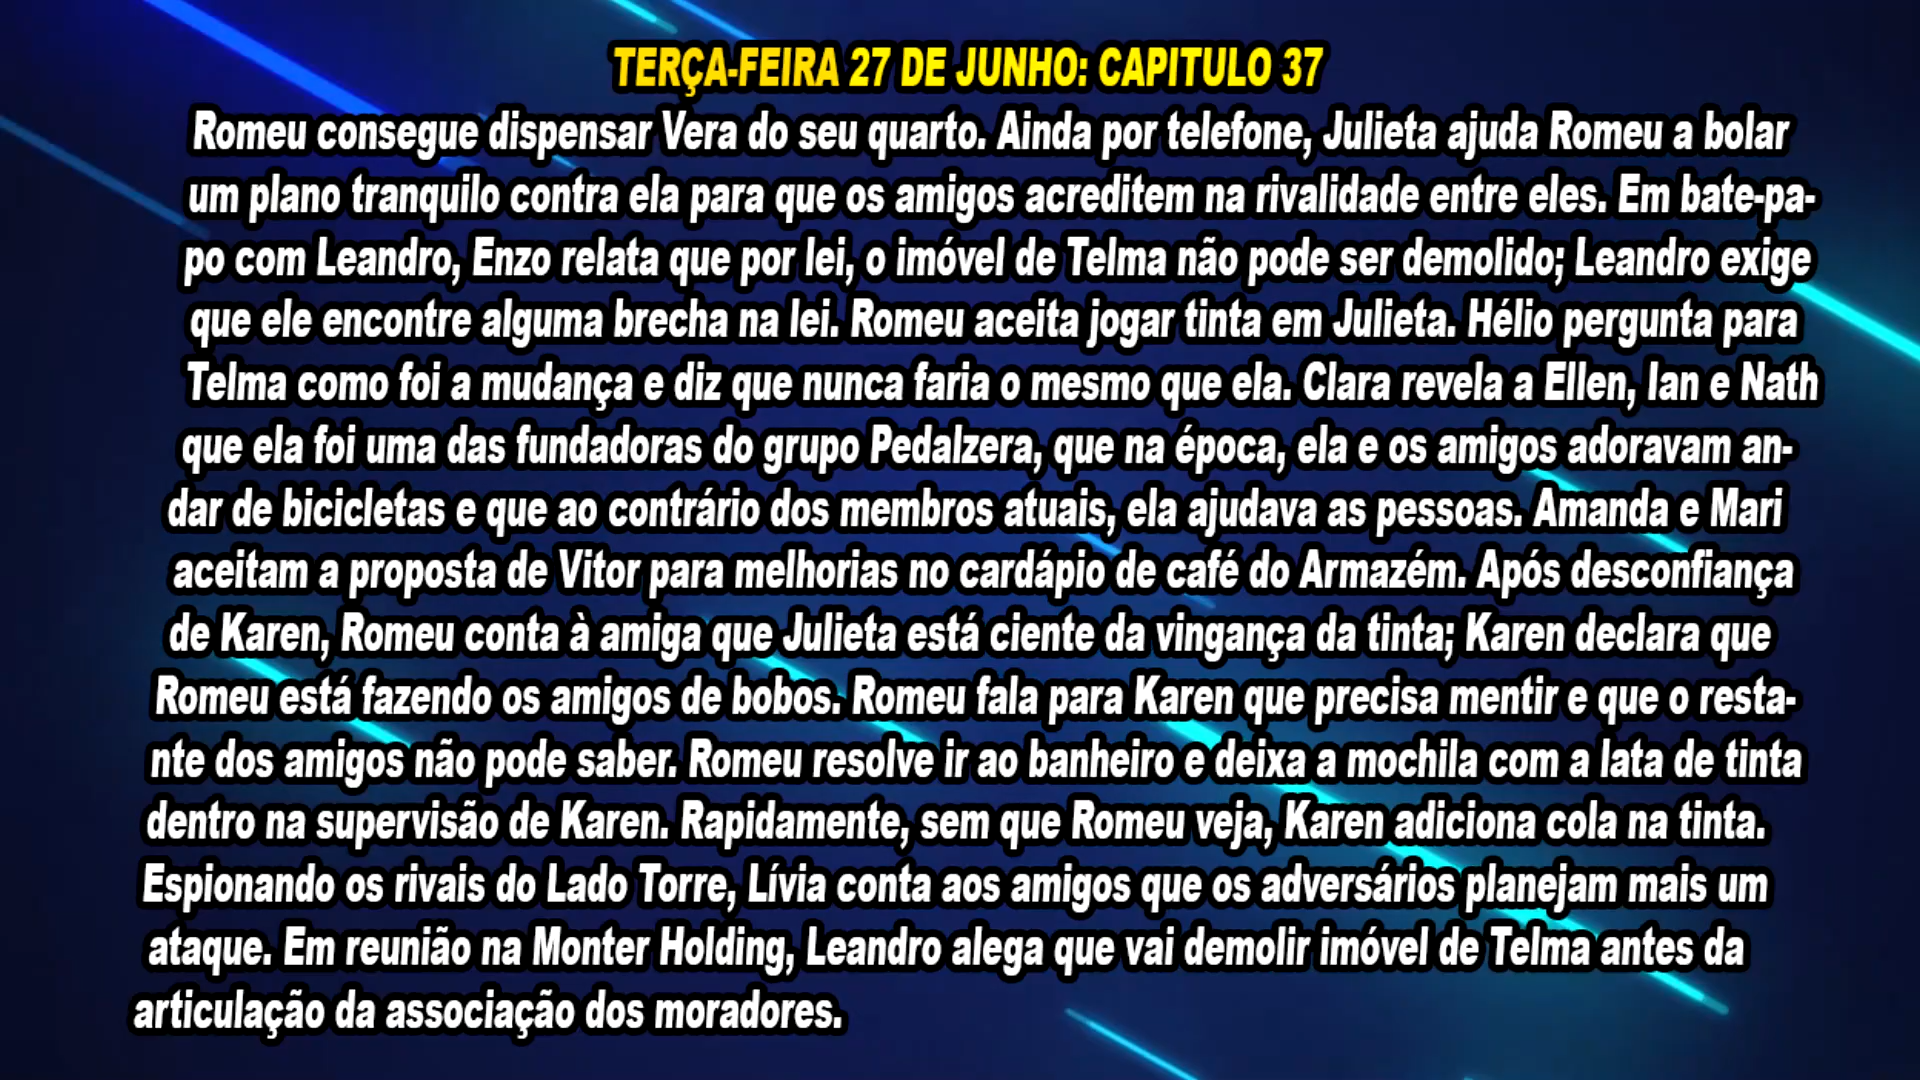 TERÇA-FEIRA 27 DE JUNHO: CAPITULO 37
Romeu consegue dispensar Vera do seu quarto. Ainda por telefone, Julieta ajuda Romeu a bolar
um plano tranquilo contra ela para que os amigos acreditem na rivalidade entre eles. Em bate-pa-
po com Leandro, Enzo relata que por lei, o imóvel de Telma não pode ser demolido; Leandro exige
que ele encontre alguma brecha na lei. Romeu aceita jogar tinta em Julieta. Hélio pergunta para
Telma como foi a mudança e diz que nunca faria o mesmo que ela. Clara revela a Ellen, Ian e Nath
que ela foi uma das fundadoras do grupo Pedalzera, que na época, ela e os amigos adoravam an-
dar de bicicletas e que ao contrário dos membros atuais, ela ajudava as pessoas. Amanda e Mari
aceitam a proposta de Vitor para melhorias no cardápio de café do Armazém. Após desconfiança
de Karen, Romeu conta à amiga que Julieta está ciente da vingança da tinta; Karen declara que
Romeu está fazendo os amigos de bobos. Romeu fala para Karen que precisa mentir e que o resta-
nte dos amigos não pode saber. Romeu resolve ir ao banheiro e deixa a mochila com a lata de tinta
dentro na supervisão de Karen. Rapidamente, sem que Romeu veja, Karen adiciona cola na tinta.
Espionando os rivais do Lado Torre, Lívia conta aos amigos que os adversários planejam mais um
ataque. Em reunião na Monter Holding, Leandro alega que vai demolir imóvel de Telma antes da
articulação da associação dos moradores.